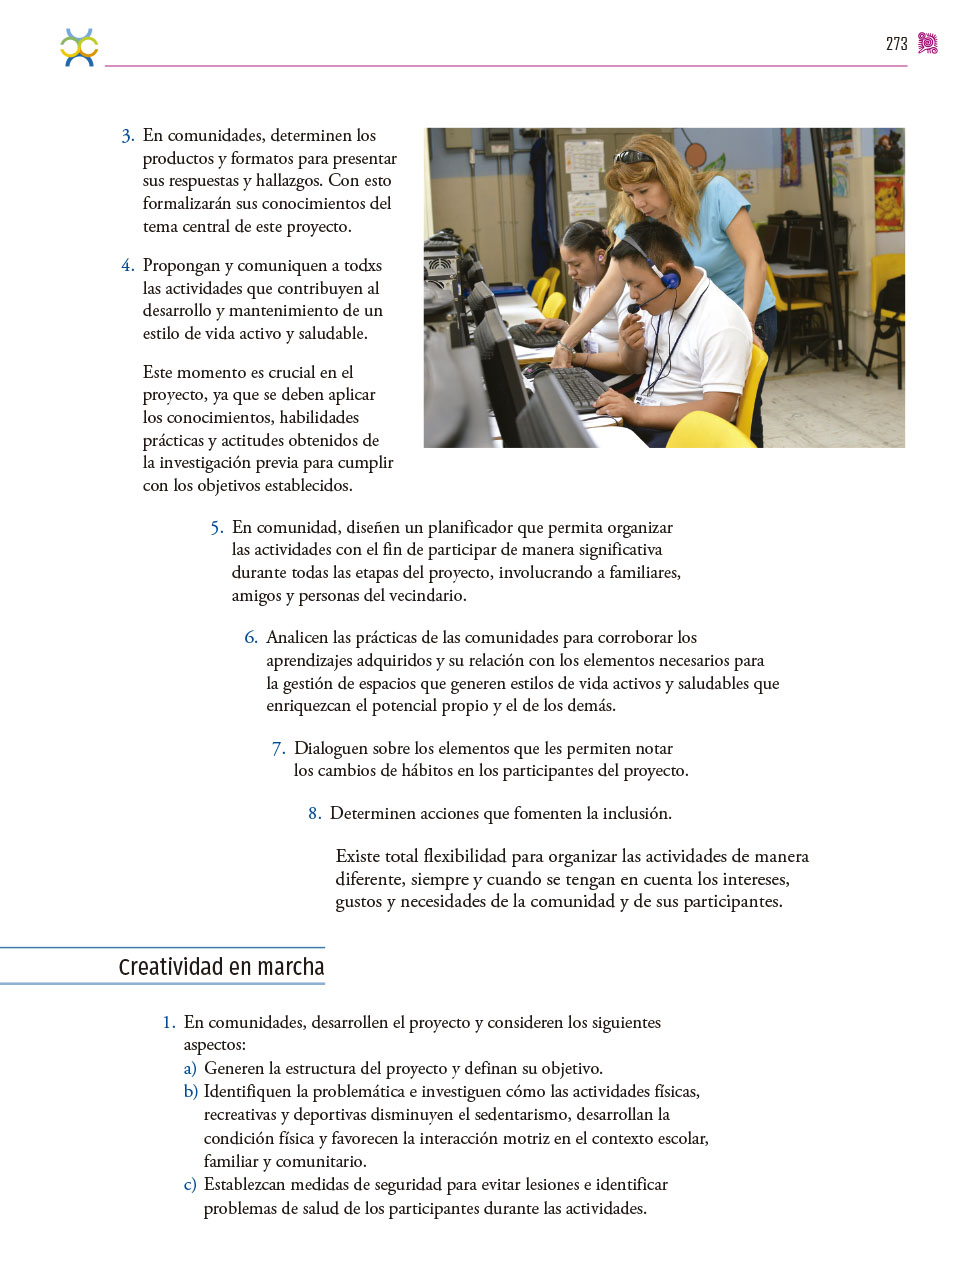 273
3. En comunidades, determinen los
productos y formatos para presentar
sus respuestas y hallazgos. Con esto
formalizarán sus conocimientos del
tema central de este proyecto.
4. Propongan y comuniquen a todxs
las actividades que contribuyen al
desarrollo y mantenimiento de un
estilo de vida activo y saludable.
Este momento es crucial en el
proyecto, ya que se deben aplicar
los conocimientos, habilidades
prácticas y actitudes obtenidos de
la investigación previa para cumplir
con los objetivos establecidos.
5. En comunidad, diseñen un planificador que permita organizar
las actividades con el fin de participar de manera significativa
durante todas las etapas del proyecto, involucrando a familiares,
amigos y personas del vecindario.
6. Analicen las prácticas de las comunidades para corroborar los
aprendizajes adquiridos y su relación con los elementos necesarios para
la gestión de espacios que generen estilos de vida activos y saludables que
enriquezcan el potencial propio y el de los demás.
7. Dialoguen sobre los elementos que les permiten notar
los cambios de hábitos en los participantes del proyecto.
8. Determinen acciones que fomenten la inclusión.
Existe total flexibilidad para organizar las actividades de manera
diferente, siempre y cuando se tengan en cuenta los intereses,
gustos y necesidades de la comunidad y de sus participantes.
Creatividad en marcha
1. En comunidades, desarrollen el proyecto y consideren los siguientes
aspectos:
a) Generen la estructura del proyecto y definan su objetivo.
b) Identifiquen la problemática e investiguen cómo las actividades físicas,
recreativas y deportivas disminuyen el sedentarismo, desarrollan la
condición física y favorecen la interacción motriz en el contexto escolar,
familiar y comunitario.
c) Establezcan medidas de seguridad para evitar lesiones e identificar
problemas de salud de los participantes durante las actividades.